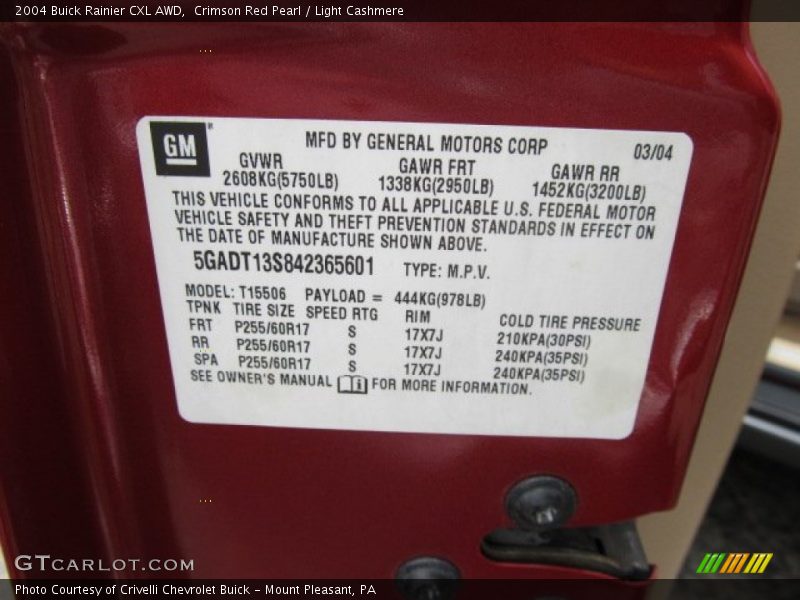 2004 Buick Rainier CXL AWD,  Crimson Red Pearl / Light Cashmere
GM
MFD BY GENERAL MOTORS CORP 03/04
GVWR GAWR FRT GAWR RR
2608KG(5750LB) 1338KG(2950LB) 1452KG(3200LB)
THIS VEHICLE CONFORMS TO ALL APPLICABLE U.S. FEDERAL MOTOR
VEHICLE SAFETY AND THEFT PREVENTION STANDARDS IN EFFECT ON
THE DATE OF MANUFACTURE SHOWN ABOVE.
5GADT13S842365601 TYPE: M.P.V.
MODEL: T15506 PAYLOAD = 444KG(978LB)
TPNK TIRE SIZE SPEED RTG RIM COLD TIRE PRESSURE
FRT P255/60R17 S 17X7J 210KPA(30PSI)
RR P255/60R17 S 17X7J 240KPA(35PSI)
SPA P255/60R17 S 17X7J 240KPA(35PSI)
SEE OWNER'S MANUAL FOR MORE INFORMATION.
GTCARLOT.COM
Photo Courtesy of Crivelli Chevrolet Buick - Mount Pleasant, PA